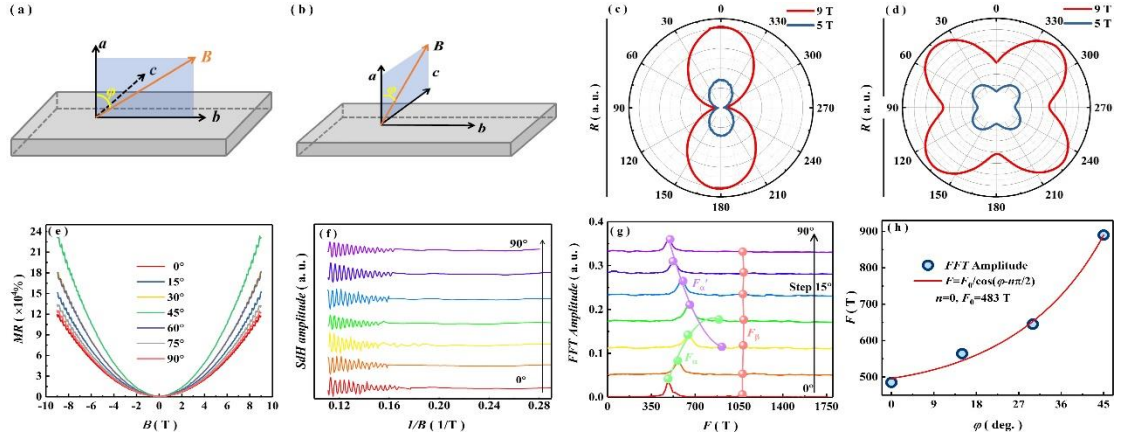 ( a )
a
c
B
φ
b
( b )
a
B
c
φ
b
( c )
0
9 T
5 T
30
330
60
300
R ( a. u. )
90
270
120
240
150
210
180
( d )
0
9 T
5 T
30
330
60
300
R ( a. u. )
90
270
120
240
150
210
180
( e )
MR ( ×10⁴%)
24
21
18
15
12
9
6
3
0
0°
15°
30°
45°
60°
75°
90°
-10 -8 -6 -4 -2 0 2 4 6 8 10
B ( T )
( f )
SdH amplitude ( a. u. )
90°
0°
0.12 0.16 0.20 0.24 0.28
1/B ( 1/T )
( g )
FFT Amplitude ( a. u. )
0.4
0.3
0.2
0.1
0.0
90°
Step 15°
0°
Fα'
Fα
Fβ
0 350 700 1050 1400 1750
F ( T )
( h )
F (T)
900
800
700
600
500
FFT Amplitude
F=F₀/cos(φ-nπ/2)
n=0, F₀=483 T
0 9 18 27 36 45
φ ( deg. )